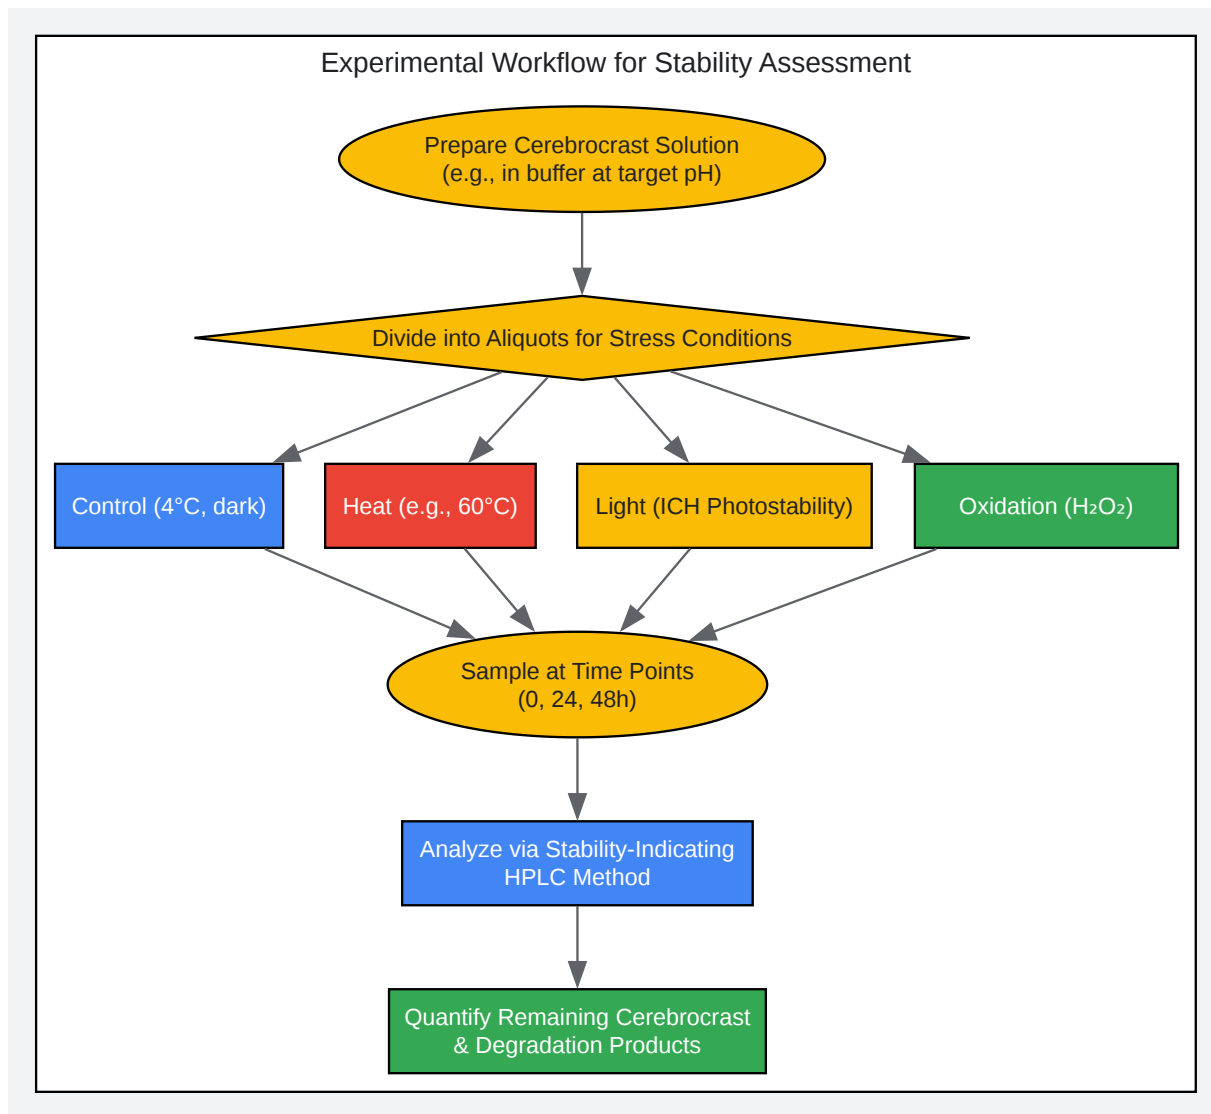 Experimental Workflow for Stability Assessment
Prepare Cerebrocrast Solution
(e.g., in buffer at target pH)
Divide into Aliquots for Stress Conditions
Control (4°C, dark)
Heat (e.g., 60°C)
Light (ICH Photostability)
Oxidation (H₂O₂)
Sample at Time Points
(0, 24, 48h)
Analyze via Stability-Indicating
HPLC Method
Quantify Remaining Cerebrocrast
& Degradation Products